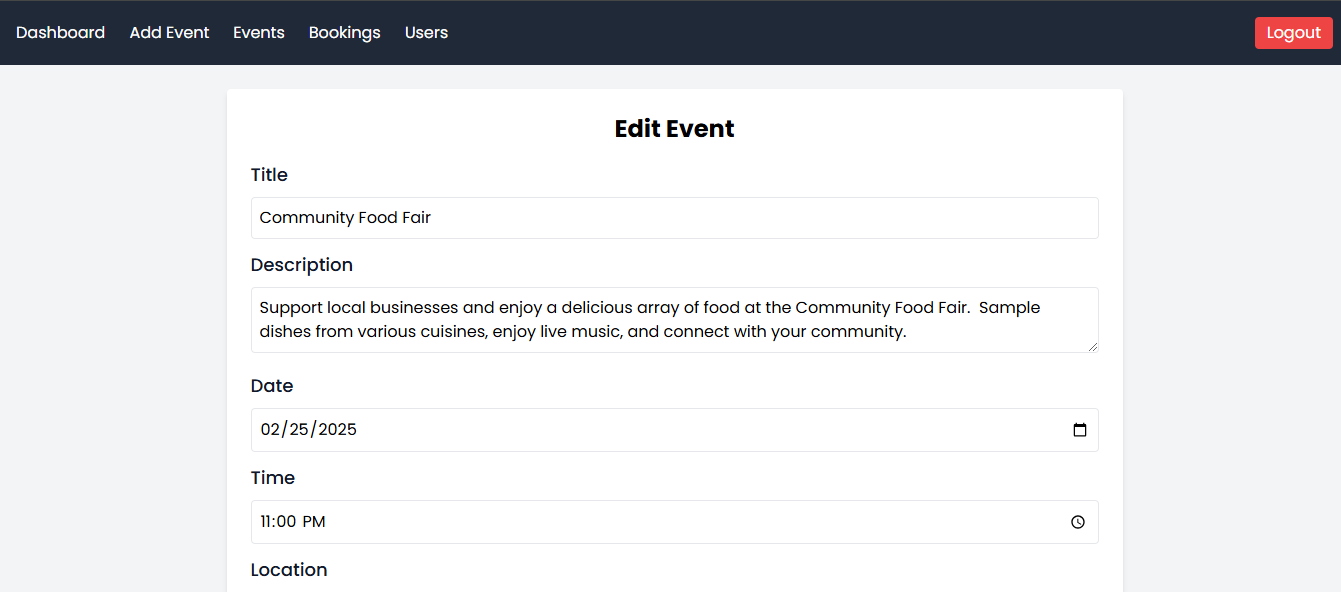 Dashboard Add Event Events Bookings Users Logout
Edit Event
Title
Community Food Fair
Description
Support local businesses and enjoy a delicious array of food at the Community Food Fair.  Sample
dishes from various cuisines, enjoy live music, and connect with your community.
Date
02/25/2025
Time
11:00 PM
Location